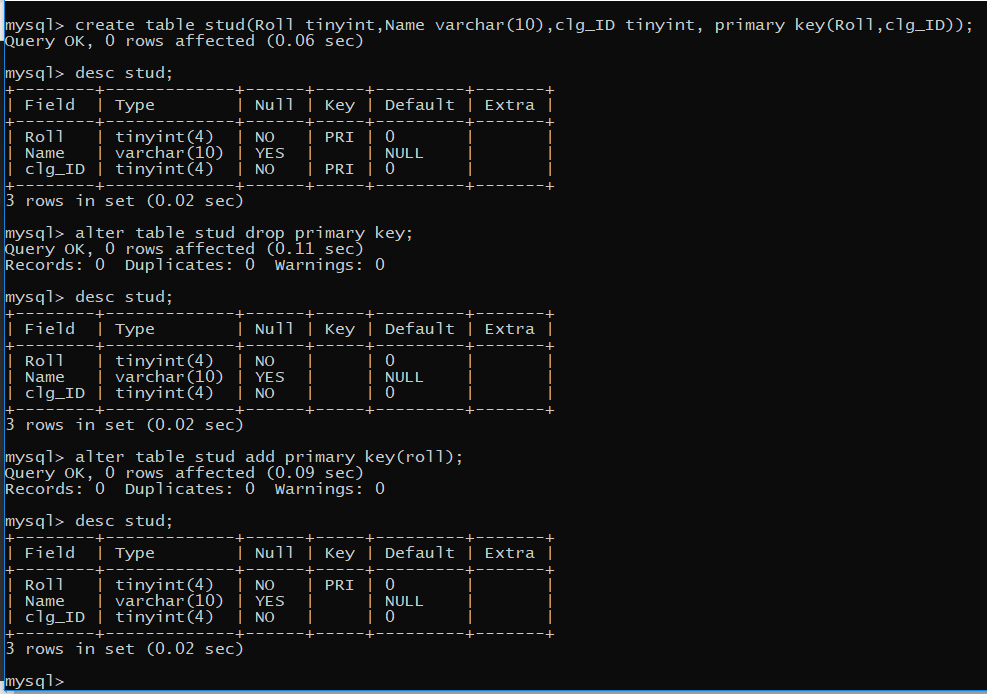 mysql> create table stud(Roll tinyint,Name varchar(10),clg_ID tinyint, primary key(Roll,clg_ID));
Query OK, 0 rows affected (0.06 sec)
mysql> desc stud;
+--------+-------------+------+-----+---------+-------+
| Field  | Type        | Null | Key | Default | Extra |
+--------+-------------+------+-----+---------+-------+
| Roll   | tinyint(4)  | NO   | PRI | 0       |       |
| Name   | varchar(10) | YES  |     | NULL    |       |
| clg_ID | tinyint(4)  | NO   | PRI | 0       |       |
+--------+-------------+------+-----+---------+-------+
3 rows in set (0.02 sec)
mysql> alter table stud drop primary key;
Query OK, 0 rows affected (0.11 sec)
Records: 0  Duplicates: 0  Warnings: 0
mysql> desc stud;
+--------+-------------+------+-----+---------+-------+
| Field  | Type        | Null | Key | Default | Extra |
+--------+-------------+------+-----+---------+-------+
| Roll   | tinyint(4)  | NO   |     | 0       |       |
| Name   | varchar(10) | YES  |     | NULL    |       |
| clg_ID | tinyint(4)  | NO   |     | 0       |       |
+--------+-------------+------+-----+---------+-------+
3 rows in set (0.02 sec)
mysql> alter table stud add primary key(roll);
Query OK, 0 rows affected (0.09 sec)
Records: 0  Duplicates: 0  Warnings: 0
mysql> desc stud;
+--------+-------------+------+-----+---------+-------+
| Field  | Type        | Null | Key | Default | Extra |
+--------+-------------+------+-----+---------+-------+
| Roll   | tinyint(4)  | NO   | PRI | 0       |       |
| Name   | varchar(10) | YES  |     | NULL    |       |
| clg_ID | tinyint(4)  | NO   |     | 0       |       |
+--------+-------------+------+-----+---------+-------+
3 rows in set (0.02 sec)
mysql>